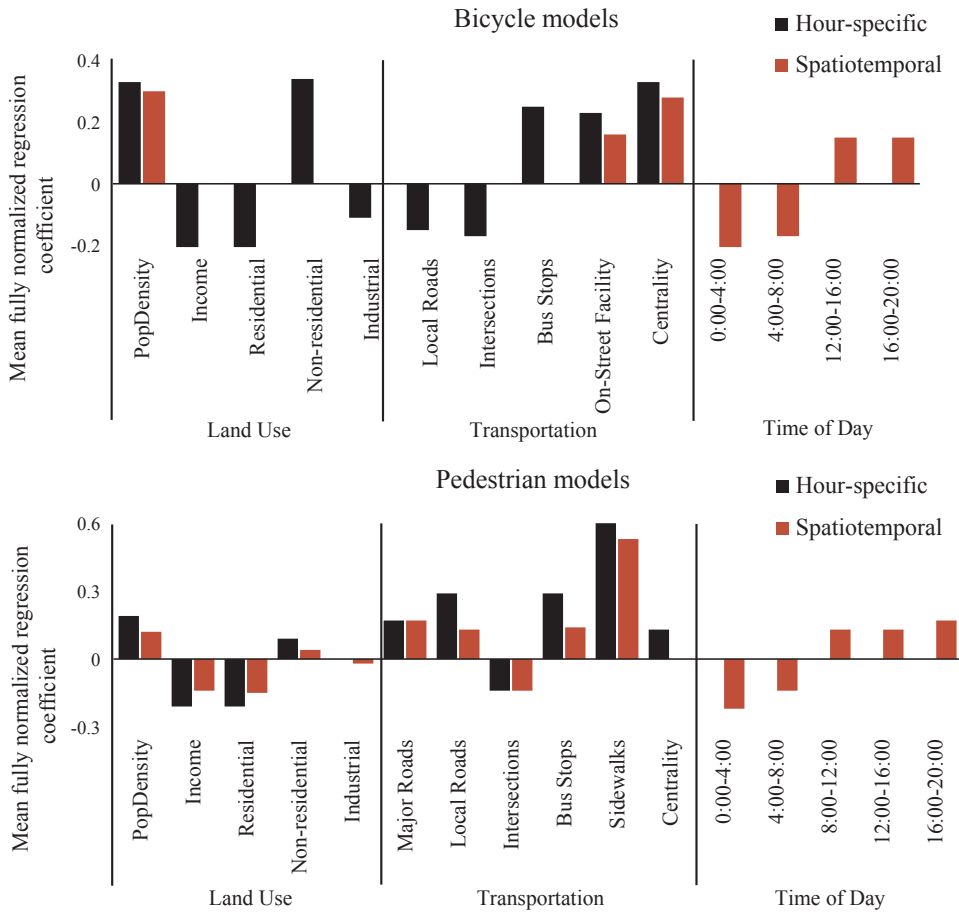 Bicycle models
Hour-specific
Spatiotemporal
Mean fully normalized regression
coefficient
0.4
0.2
0
-0.2
PopDensity
Income
Residential
Non-residential
Industrial
Local Roads
Intersections
Bus Stops
On-Street Facility
Centrality
0:00-4:00
4:00-8:00
12:00-16:00
16:00-20:00
Land Use
Transportation
Time of Day
Pedestrian models
Hour-specific
Spatiotemporal
Mean fully normalized regression
coefficient
0.6
0.3
0
-0.3
PopDensity
Income
Residential
Non-residential
Industrial
Major Roads
Local Roads
Intersections
Bus Stops
Sidewalks
Centrality
0:00-4:00
4:00-8:00
8:00-12:00
12:00-16:00
16:00-20:00
Land Use
Transportation
Time of Day